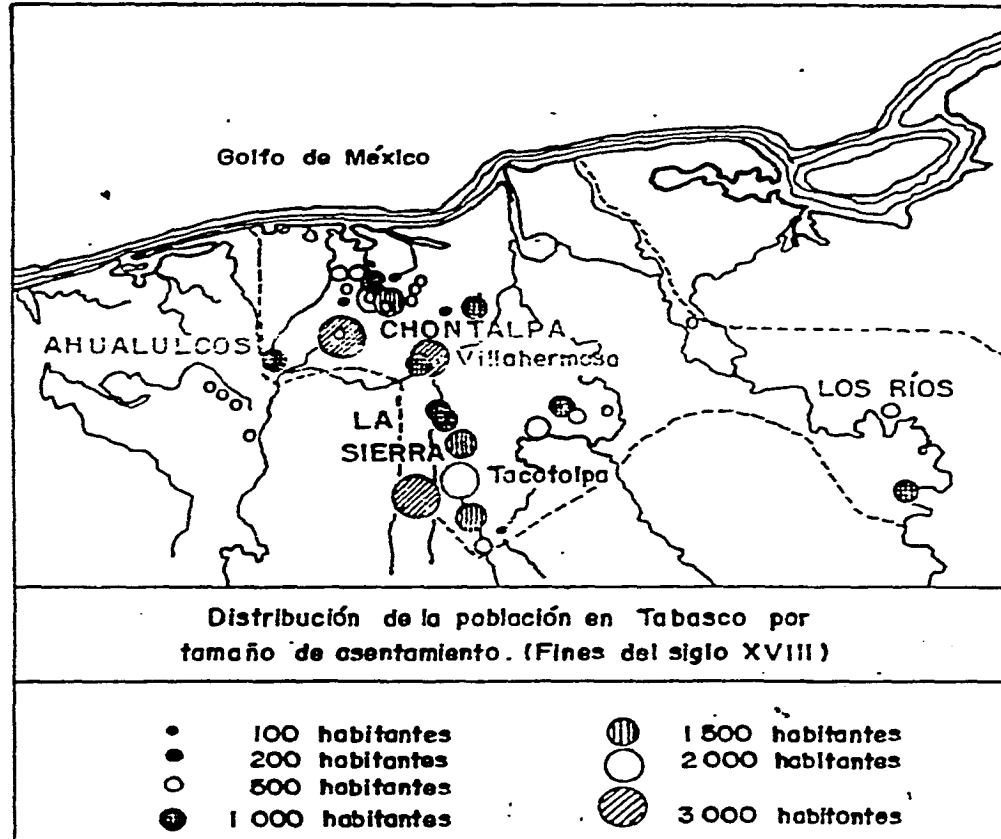 Golfo de México
AHUALULCOS
CHONTALPA
Villahermosa
LOS RÍOS
LA
SIERRA
Tacotalpa
Distribución de la población en Tabasco por
tamaño de asentamiento. (Fines del siglo XVIII)
100 habitantes
200 habitantes
500 habitantes
1 000 habitantes
1 500 habitantes
2 000 habitantes
3 000 habitantes